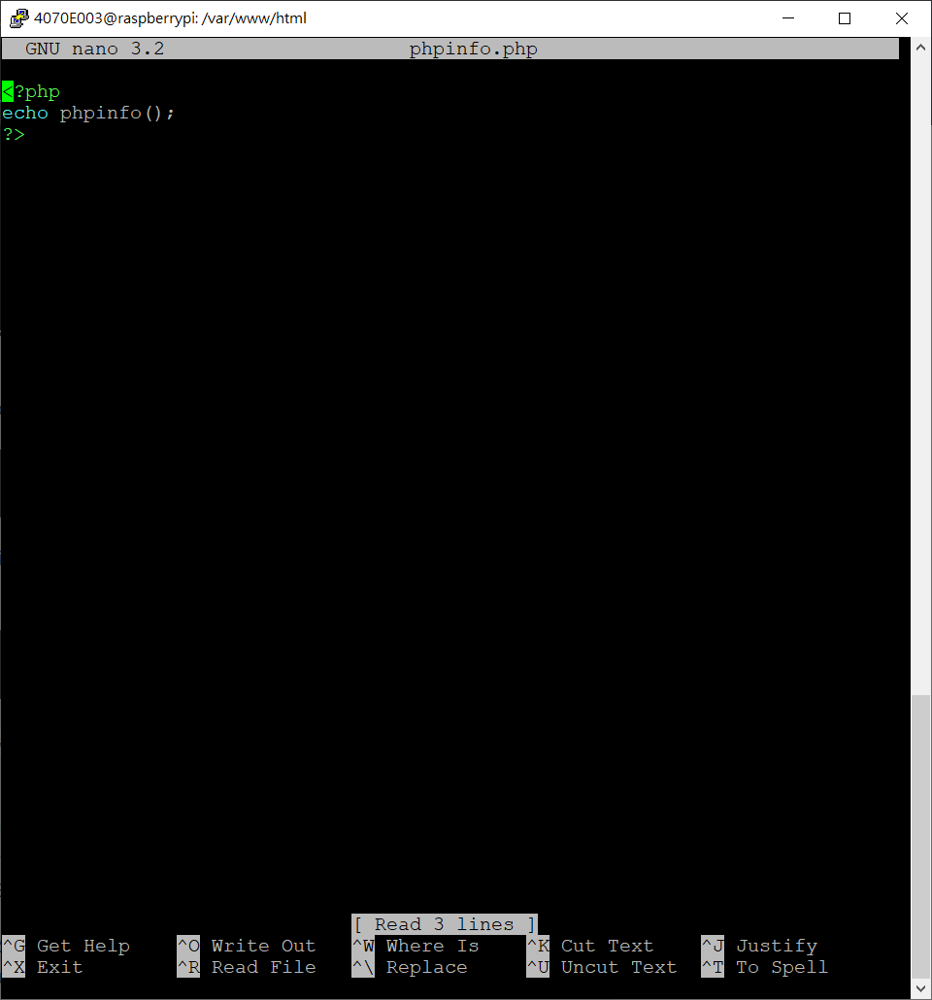 4070E003@raspberrypi: /var/www/html
GNU nano 3.2 phpinfo.php
<?php
echo phpinfo();
?>
[ Read 3 lines ]
^G Get Help ^O Write Out ^W Where Is ^K Cut Text ^J Justify
^X Exit ^R Read File ^\ Replace ^U Uncut Text ^T To Spell